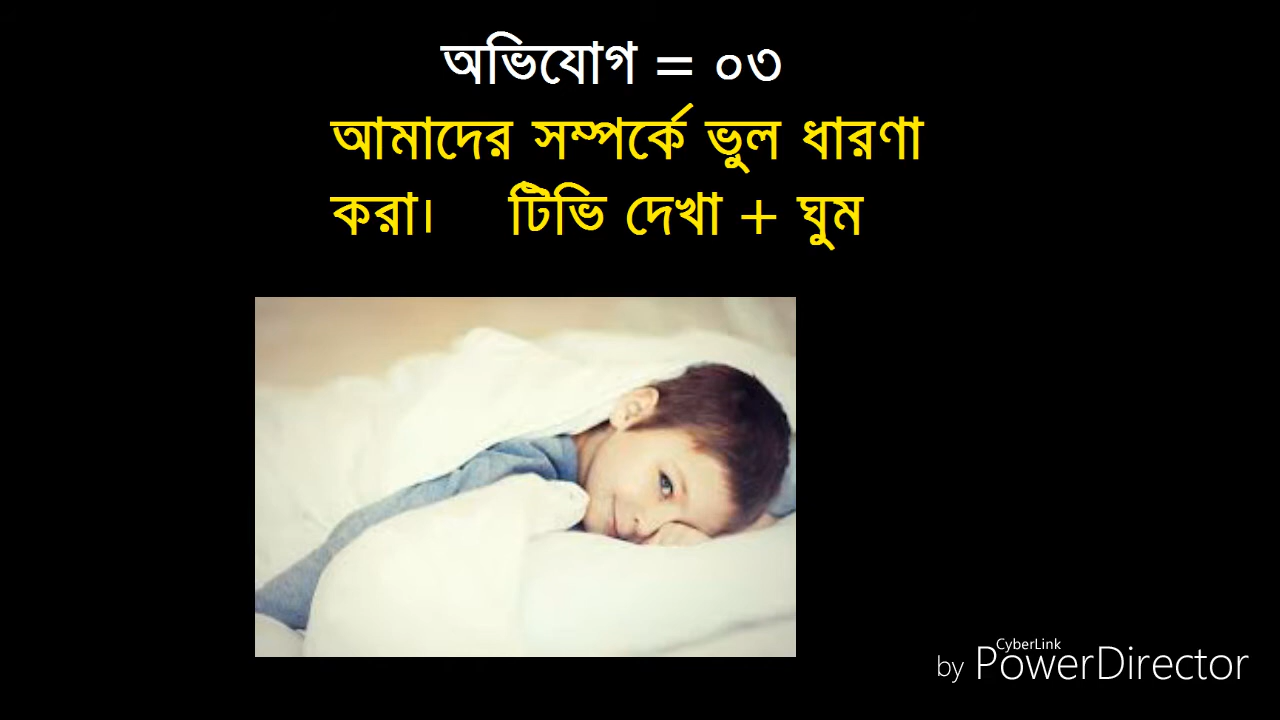 অভিযোগ = ০৩
আমাদের সম্পর্কে ভুল ধারণা
করা। টিভি দেখা + ঘুম
CyberLink
by PowerDirector